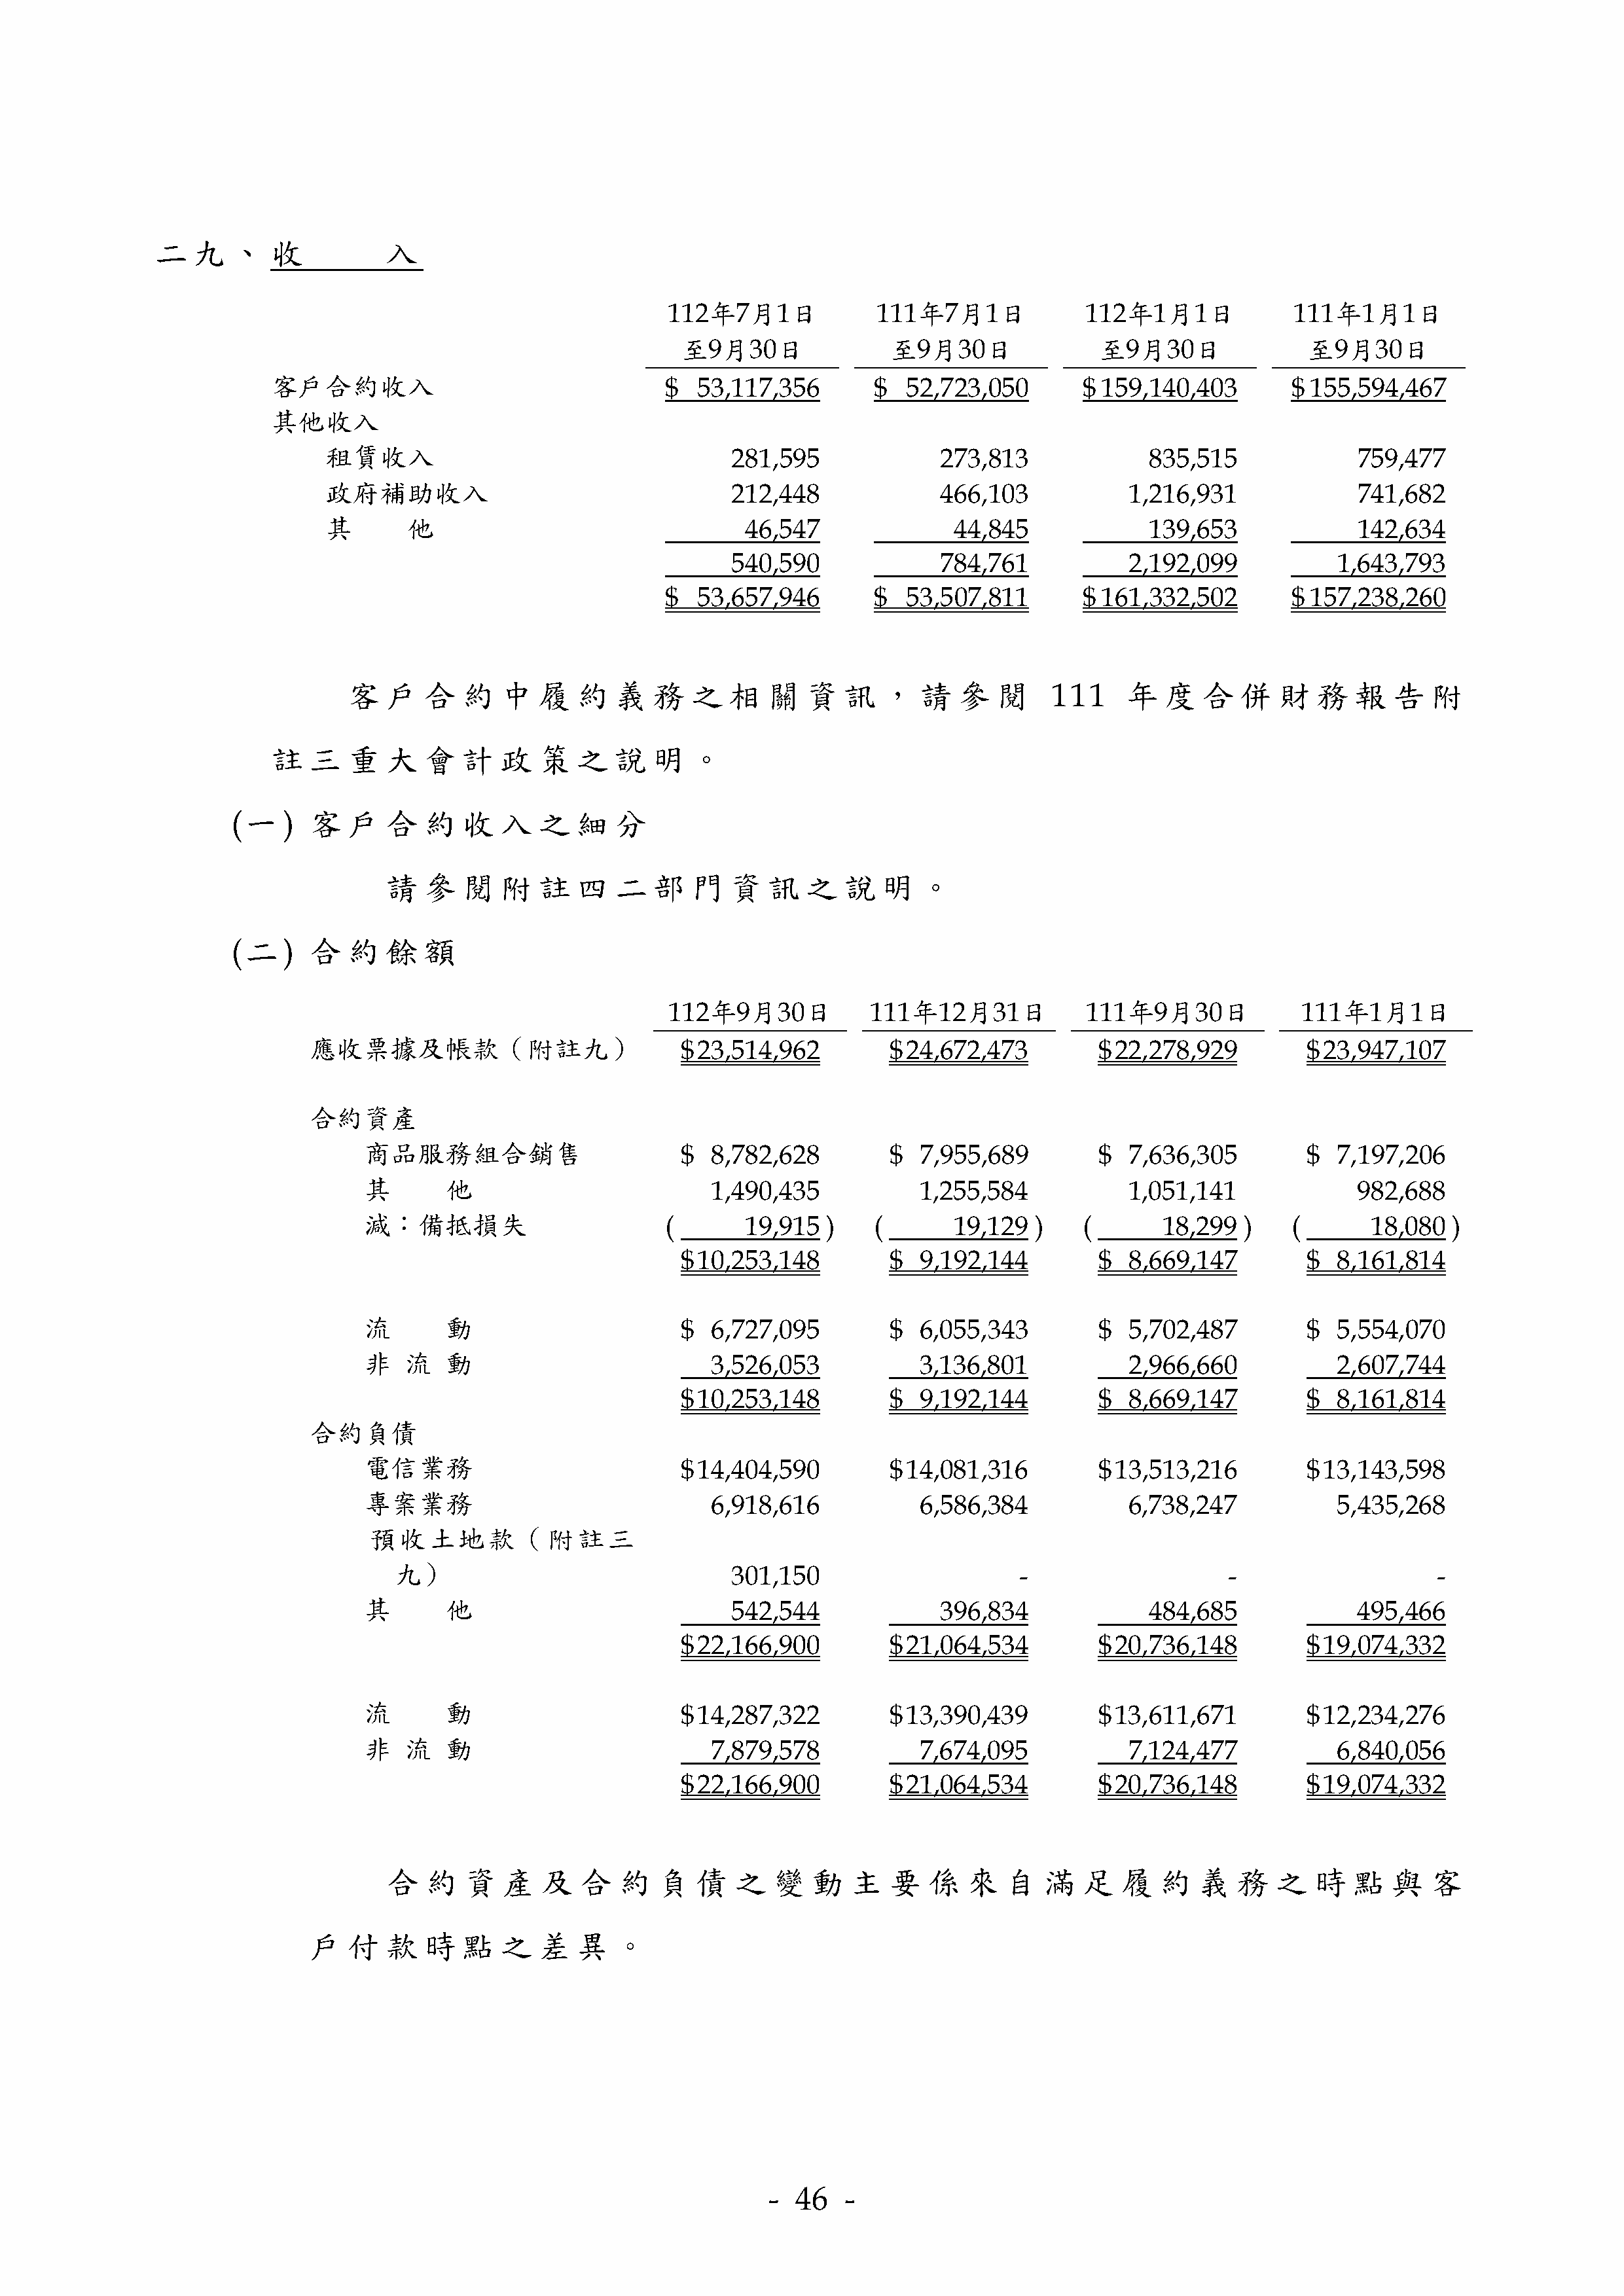 二九、收　　入
112年7月1日 111年7月1日 112年1月1日 111年1月1日
至9月30日 至9月30日 至9月30日 至9月30日
客戶合約收入 $ 53,117,356 $ 52,723,050 $159,140,403 $155,594,467
其他收入
租賃收入 281,595 273,813 835,515 759,477
政府補助收入 212,448 466,103 1,216,931 741,682
其　　他 46,547 44,845 139,653 142,634
540,590 784,761 2,192,099 1,643,793
$ 53,657,946 $ 53,507,811 $161,332,502 $157,238,260
客戶合約中履約義務之相關資訊，請參閱 111 年度合併財務報告附
註三重大會計政策之說明。
(一) 客戶合約收入之細分
請參閱附註四二部門資訊之說明。
(二) 合約餘額
112年9月30日 111年12月31日 111年9月30日 111年1月1日
應收票據及帳款（附註九） $23,514,962 $24,672,473 $22,278,929 $23,947,107
合約資產
商品服務組合銷售 $ 8,782,628 $ 7,955,689 $ 7,636,305 $ 7,197,206
其　　他 1,490,435 1,255,584 1,051,141 982,688
減：備抵損失 ( 19,915) ( 19,129) ( 18,299) ( 18,080)
$10,253,148 $ 9,192,144 $ 8,669,147 $ 8,161,814
流　　動 $ 6,727,095 $ 6,055,343 $ 5,702,487 $ 5,554,070
非 流 動 3,526,053 3,136,801 2,966,660 2,607,744
$10,253,148 $ 9,192,144 $ 8,669,147 $ 8,161,814
合約負債
電信業務 $14,404,590 $14,081,316 $13,513,216 $13,143,598
專案業務 6,918,616 6,586,384 6,738,247 5,435,268
預收土地款（附註三
九） 301,150 - - -
其　　他 542,544 396,834 484,685 495,466
$22,166,900 $21,064,534 $20,736,148 $19,074,332
流　　動 $14,287,322 $13,390,439 $13,611,671 $12,234,276
非 流 動 7,879,578 7,674,095 7,124,477 6,840,056
$22,166,900 $21,064,534 $20,736,148 $19,074,332
合約資產及合約負債之變動主要係來自滿足履約義務之時點與客
戶付款時點之差異。
- 46 -